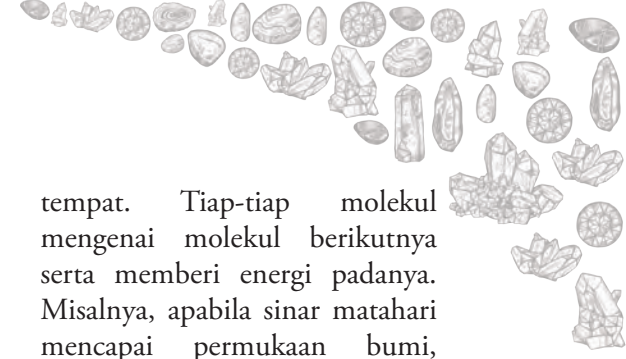 tempat. Tiap-tiap molekul
mengenai molekul berikutnya
serta memberi energi padanya.
Misalnya, apabila sinar matahari
mencapai permukaan bumi,